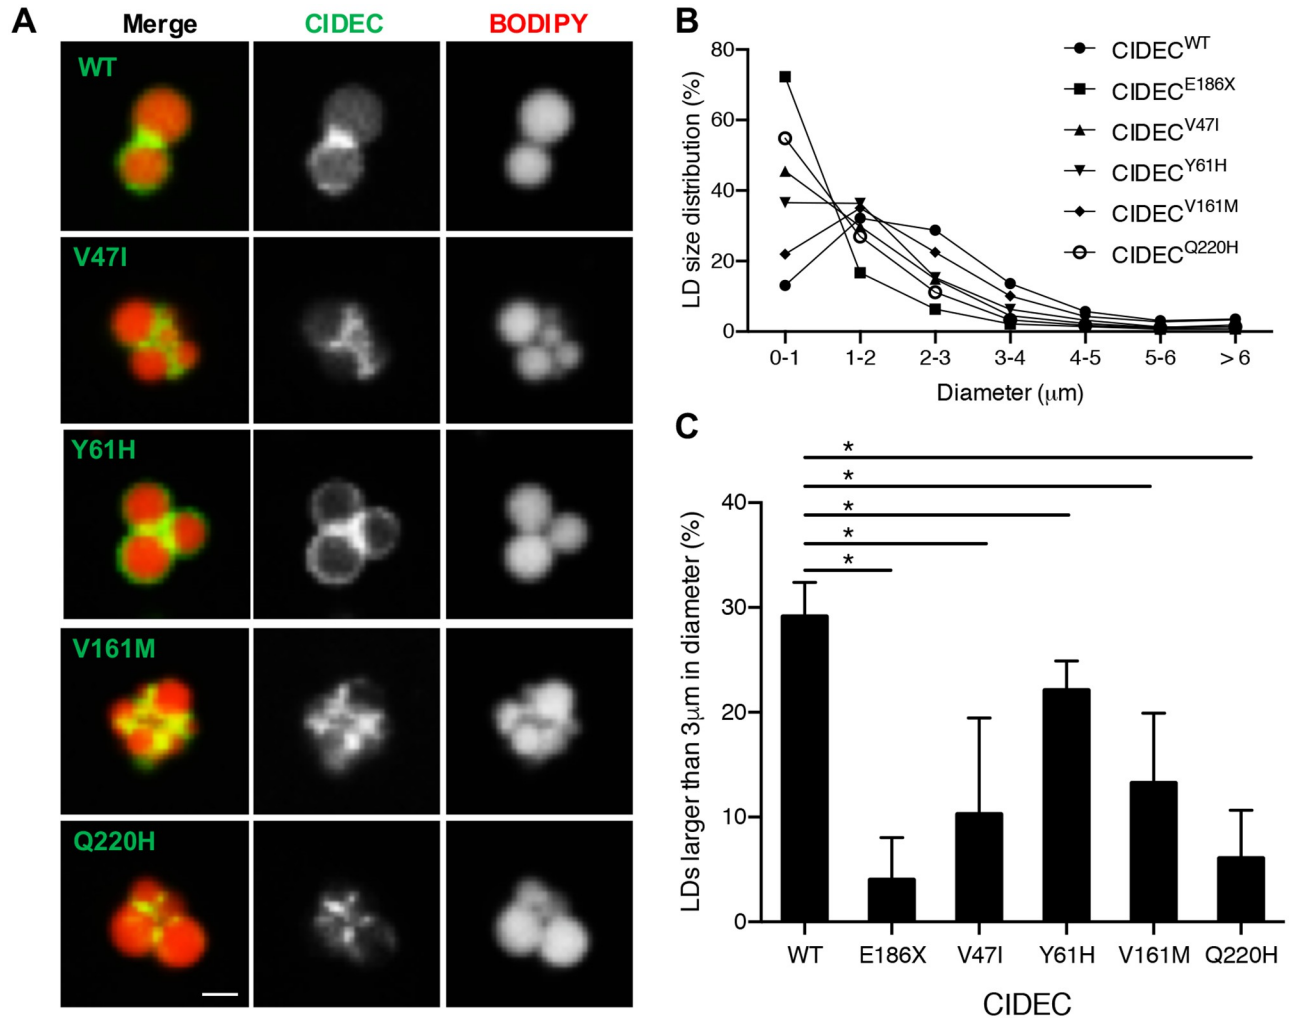 A
Merge CIDEC BODIPY
WT
V47I
Y61H
V161M
Q220H
B
LD size distribution (%)
80
60
40
20
0
0-1 1-2 2-3 3-4 4-5 5-6 > 6
Diameter (μm)
CIDEC^WT
CIDEC^E186X
CIDEC^V47I
CIDEC^Y61H
CIDEC^V161M
CIDEC^Q220H
C
*
*
*
*
*
LDs larger than 3μm in diameter (%)
40
30
20
10
0
WT E186X V47I Y61H V161M Q220H
CIDEC